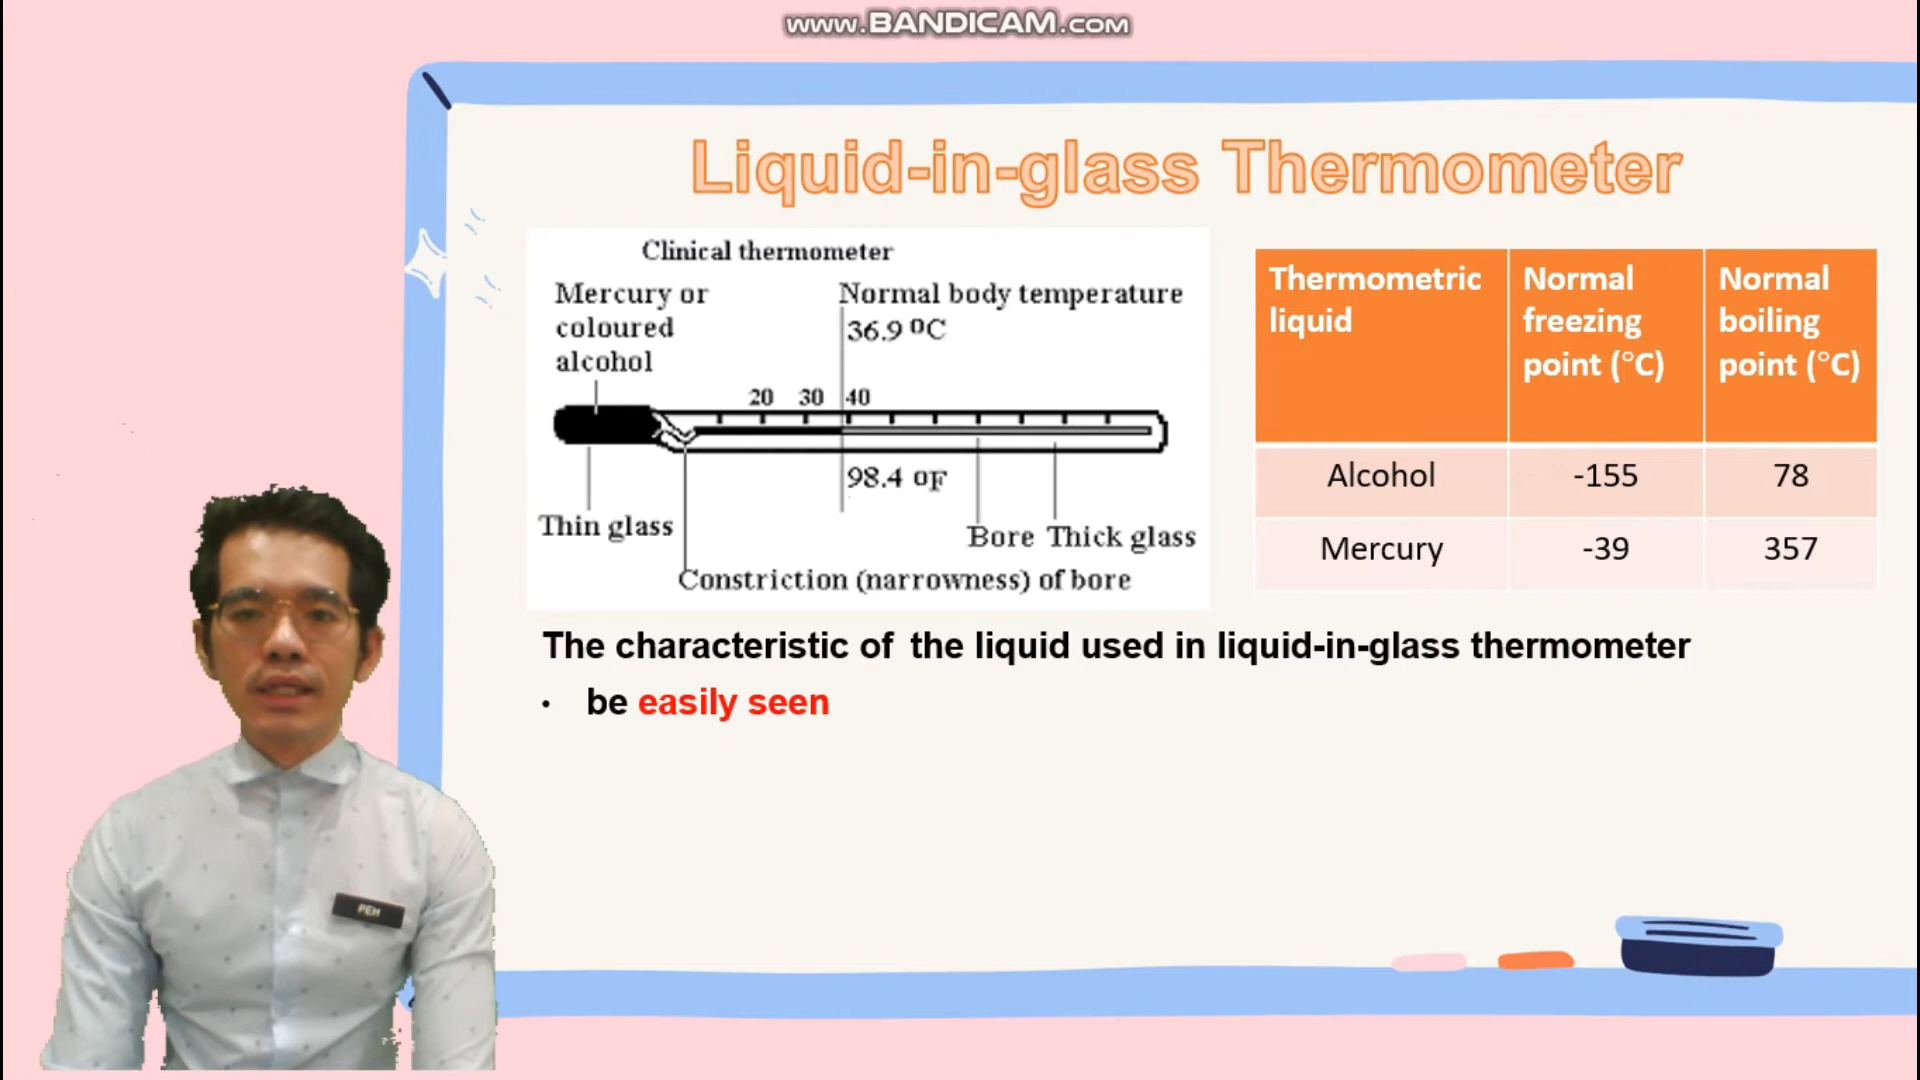 www.BANDICAM.com
Liquid-in-glass Thermometer
Clinical thermometer
Mercury or
coloured
alcohol
Normal body temperature
36.9 ºC
20 30 40
98.4 oF
Thin glass
Bore Thick glass
Constriction (narrowness) of bore
Thermometric
liquid
Normal
freezing
point (°C)
Normal
boiling
point (°C)
Alcohol -155 78
Mercury -39 357
The characteristic of the liquid used in liquid-in-glass thermometer
• be easily seen
PEH